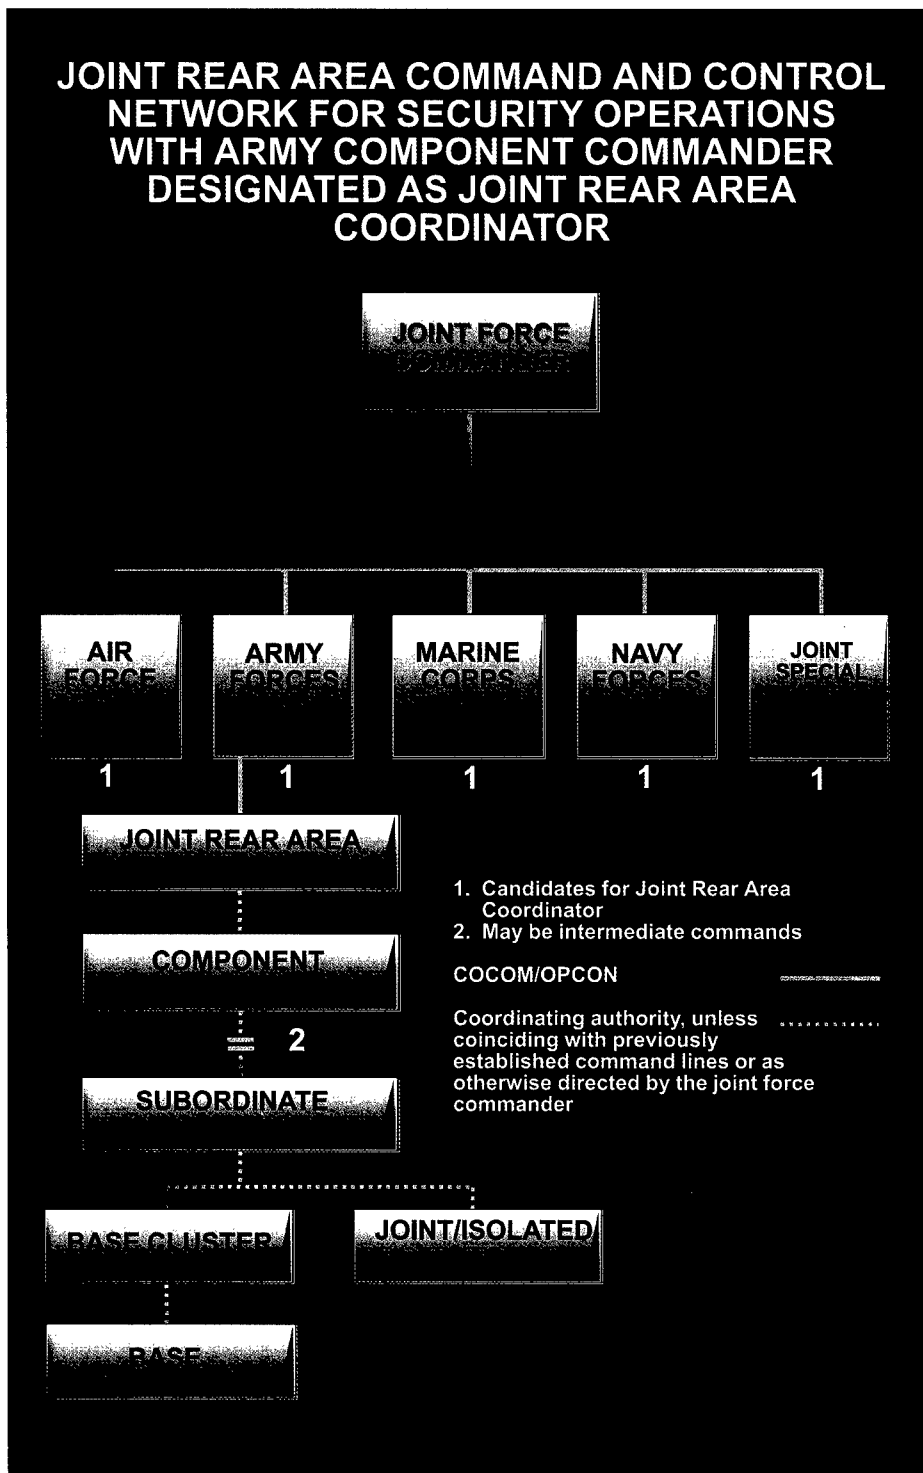 JOINT REAR AREA COMMAND AND CONTROL
NETWORK FOR SECURITY OPERATIONS
WITH ARMY COMPONENT COMMANDER
DESIGNATED AS JOINT REAR AREA
COORDINATOR
JOINT FORCE
COMMANDER
AIR
FORCE
ARMY
FORCES
MARINE
CORPS
NAVY
FORCES
JOINT
SPECIAL
1
1
1
1
1
JOINT REAR AREA
COMPONENT
2
SUBORDINATE
BASE CLUSTER
JOINT/ISOLATED
BASE
1. Candidates for Joint Rear Area
Coordinator
2. May be intermediate commands
COCOM/OPCON
Coordinating authority, unless
coinciding with previously
established command lines or as
otherwise directed by the joint force
commander